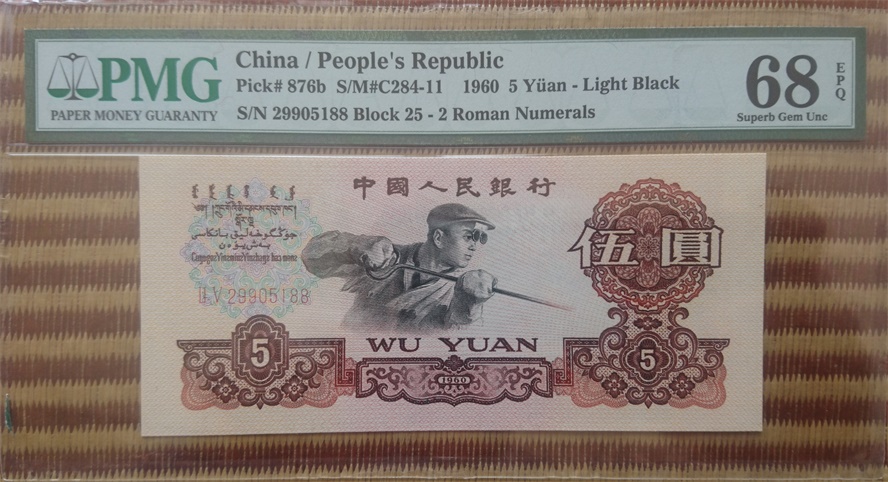 PMG
PAPER MONEY GUARANTY
China / People's Republic
Pick# 876b S/M#C284-11 1960 5 Yüan - Light Black
S/N 29905188 Block 25 - 2 Roman Numerals
68
EPQ
Superb Gem Unc
中國人民銀行
伍圓
II V 29905188
5
WU YUAN
1960
5